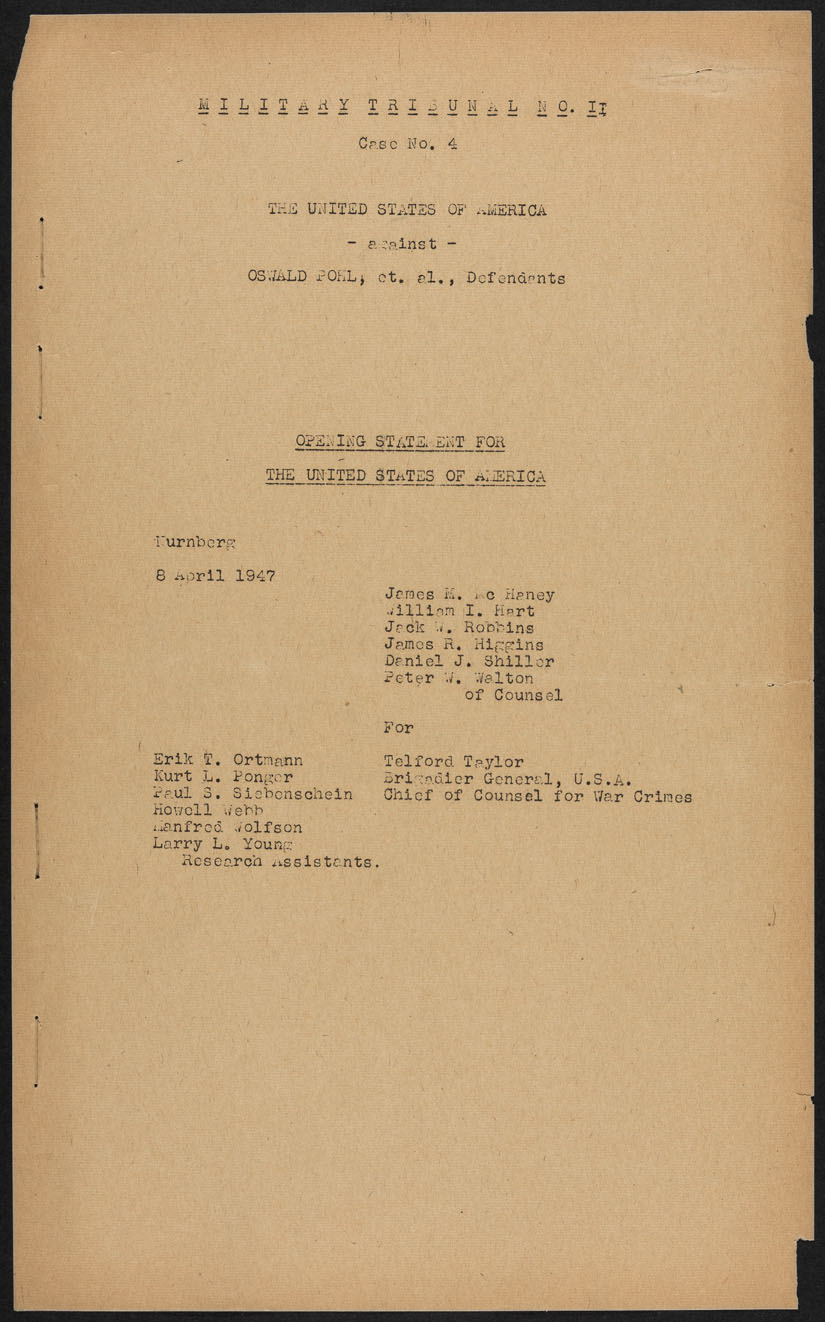 MILITARY TRIBUNAL NO. II
Case No. 4
THE UNITED STATES OF AMERICA
- against -
OSWALD POHL, et. al., Defendants
OPENING STATEMENT FOR
THE UNITED STATES OF AMERICA
Nurnberg
8 April 1947
James M. Mc Haney
William I. Hart
Jack W. Robbins
James R. Higgins
Daniel J. Shiller
Peter W. Walton
of Counsel
For
Telford Taylor
Brigadier General, U.S.A.
Chief of Counsel for War Crimes
Erik T. Ortmann
Kurt L. Ponger
Paul S. Siebenschein
Howell Webb
Manfred Wolfson
Larry L. Young
Research Assistants.